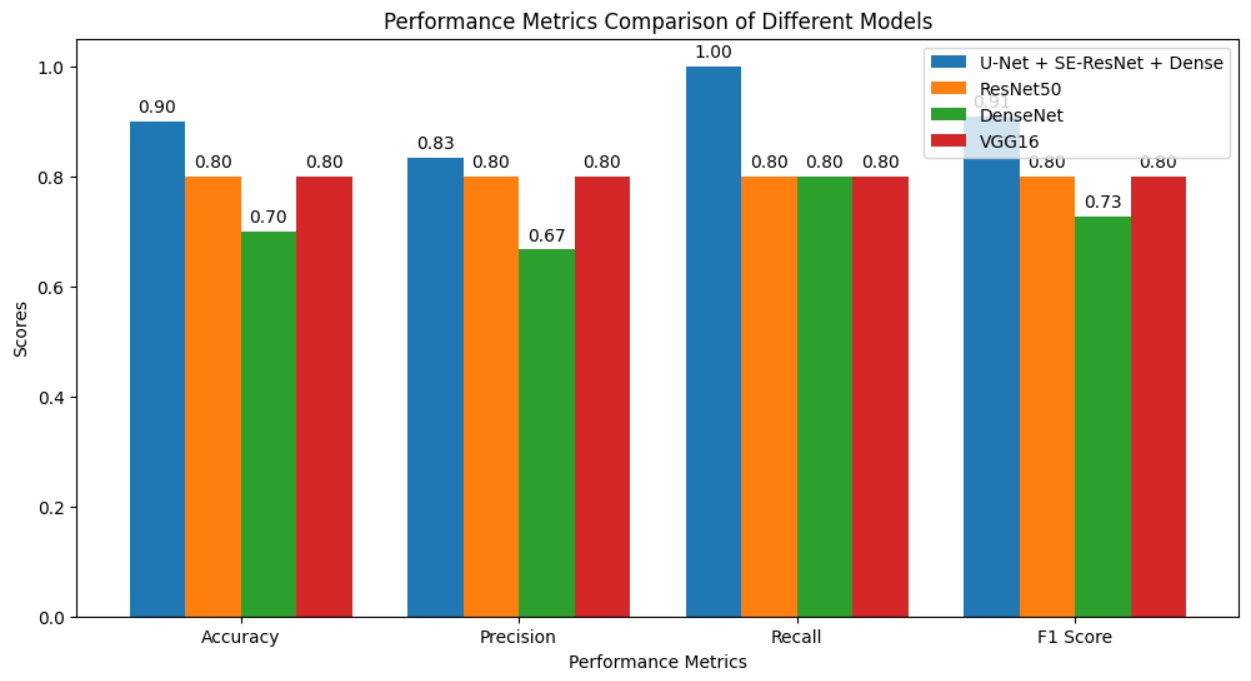 Performance Metrics Comparison of Different Models
U-Net + SE-ResNet + Dense
ResNet50
DenseNet
VGG16
1.0
0.8
0.6
0.4
0.2
0.0
Scores
0.90
0.80
0.70
0.80
0.83
0.80
0.67
0.80
1.00
0.80
0.80
0.80
0.91
0.80
0.73
0.80
Accuracy
Precision
Recall
F1 Score
Performance Metrics